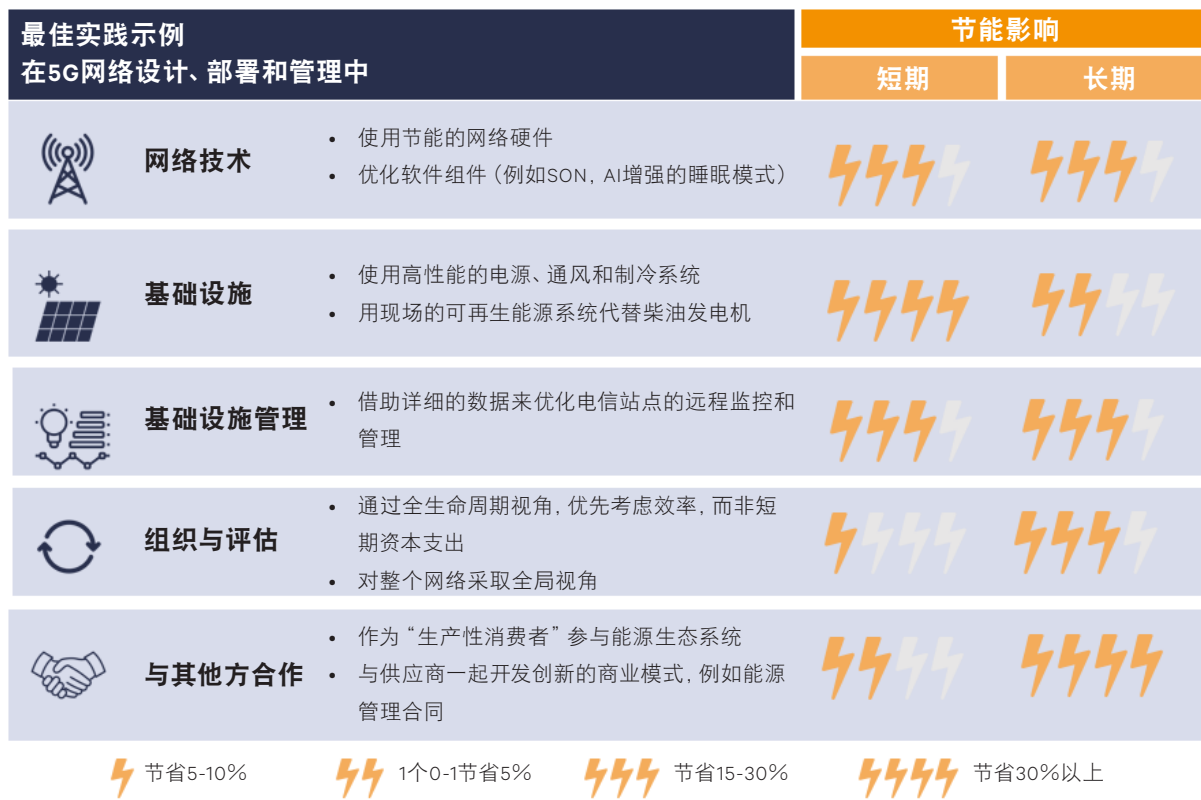 最佳实践示例
在5G网络设计、部署和管理中
节能影响
短期
长期
网络技术
• 使用节能的网络硬件
• 优化软件组件（例如SON, AI增强的睡眠模式）
基础设施
• 使用高性能的电源、通风和制冷系统
• 用现场的可再生能源系统代替柴油发电机
基础设施管理
• 借助详细的数据来优化电信站点的远程监控和
管理
组织与评估
• 通过全生命周期视角, 优先考虑效率, 而非短
期资本支出
• 对整个网络采取全局视角
与其他方合作
• 作为“生产性消费者”参与能源生态系统
• 与供应商一起开发创新的商业模式, 例如能源
管理合同
节省5-10%
1个0-1节省5%
节省15-30%
节省30%以上